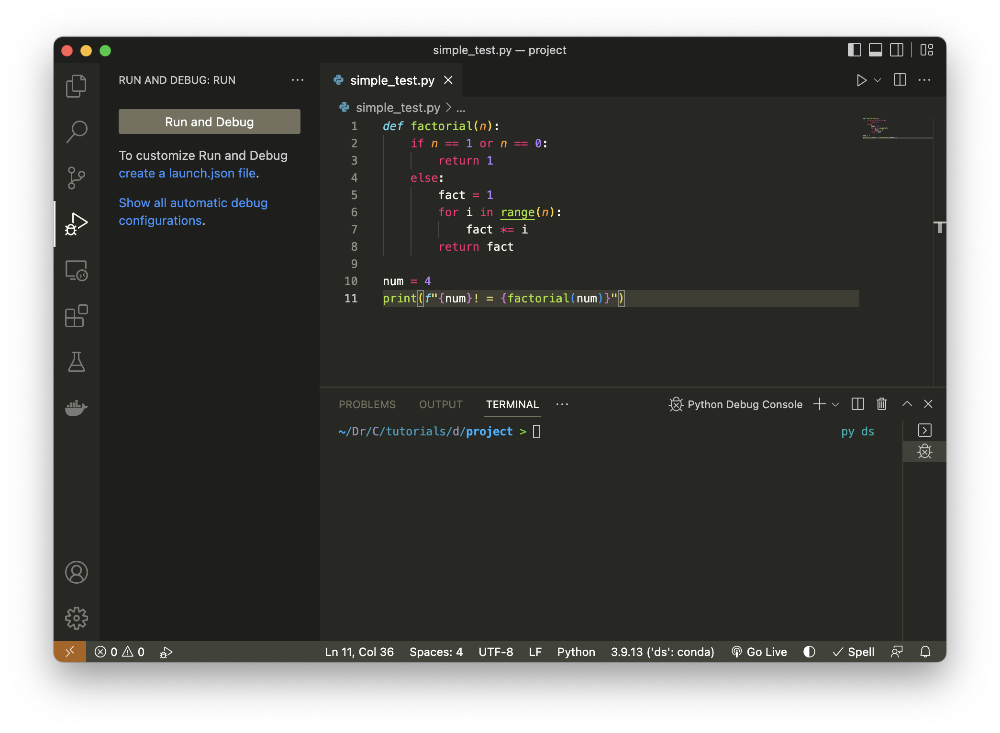 simple_test.py — project
RUN AND DEBUG: RUN
Run and Debug
To customize Run and Debug
create a launch.json file.
Show all automatic debug
configurations.
simple_test.py
simple_test.py > ...
1 def factorial(n):
2     if n == 1 or n == 0:
3         return 1
4     else:
5         fact = 1
6         for i in range(n):
7             fact *= i
8         return fact
9
10 num = 4
11 print(f"{num}! = {factorial(num)}")
PROBLEMS OUTPUT TERMINAL ··· Python Debug Console
~/Dr/C/tutorials/d/project > py ds
0 0 Ln 11, Col 36 Spaces: 4 UTF-8 LF Python 3.9.13 ('ds': conda) Go Live Spell